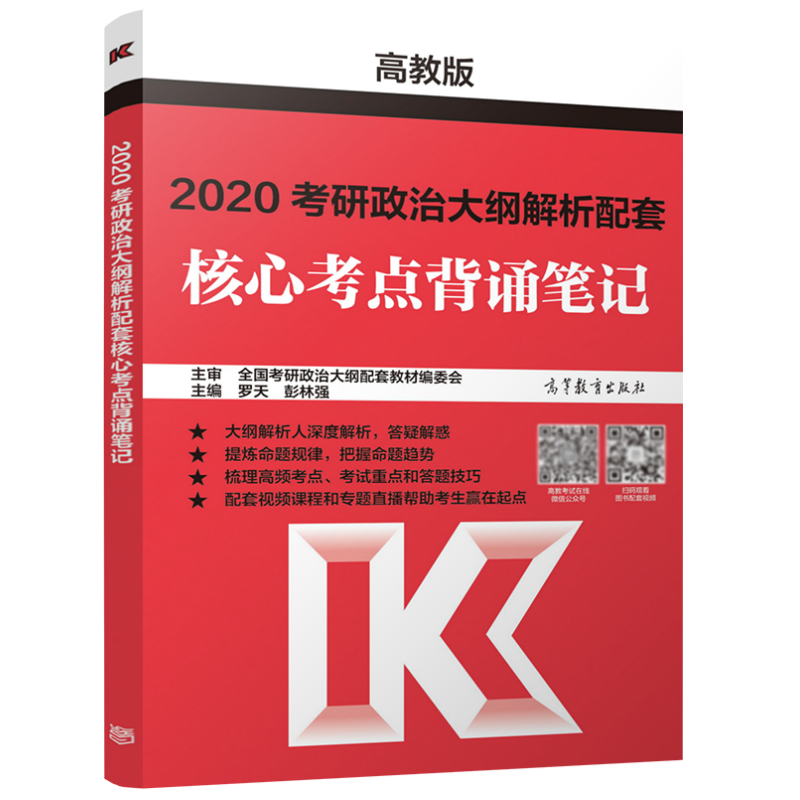 高教版
2020 考研政治大纲解析配套
核心考点背诵笔记
主审 全国考研政治大纲配套教材编委会
主编 罗天 彭林强
高等教育出版社
★ 大纲解析人深度解析，答疑解惑
★ 提炼命题规律，把握命题趋势
★ 梳理高频考点、考试重点和答题技巧
★ 配套视频课程和专题直播帮助考生赢在起点
高教考试在线
微信公众号
扫码观看
图书配套视频
K
2020 考研政治大纲解析配套核心考点背诵笔记